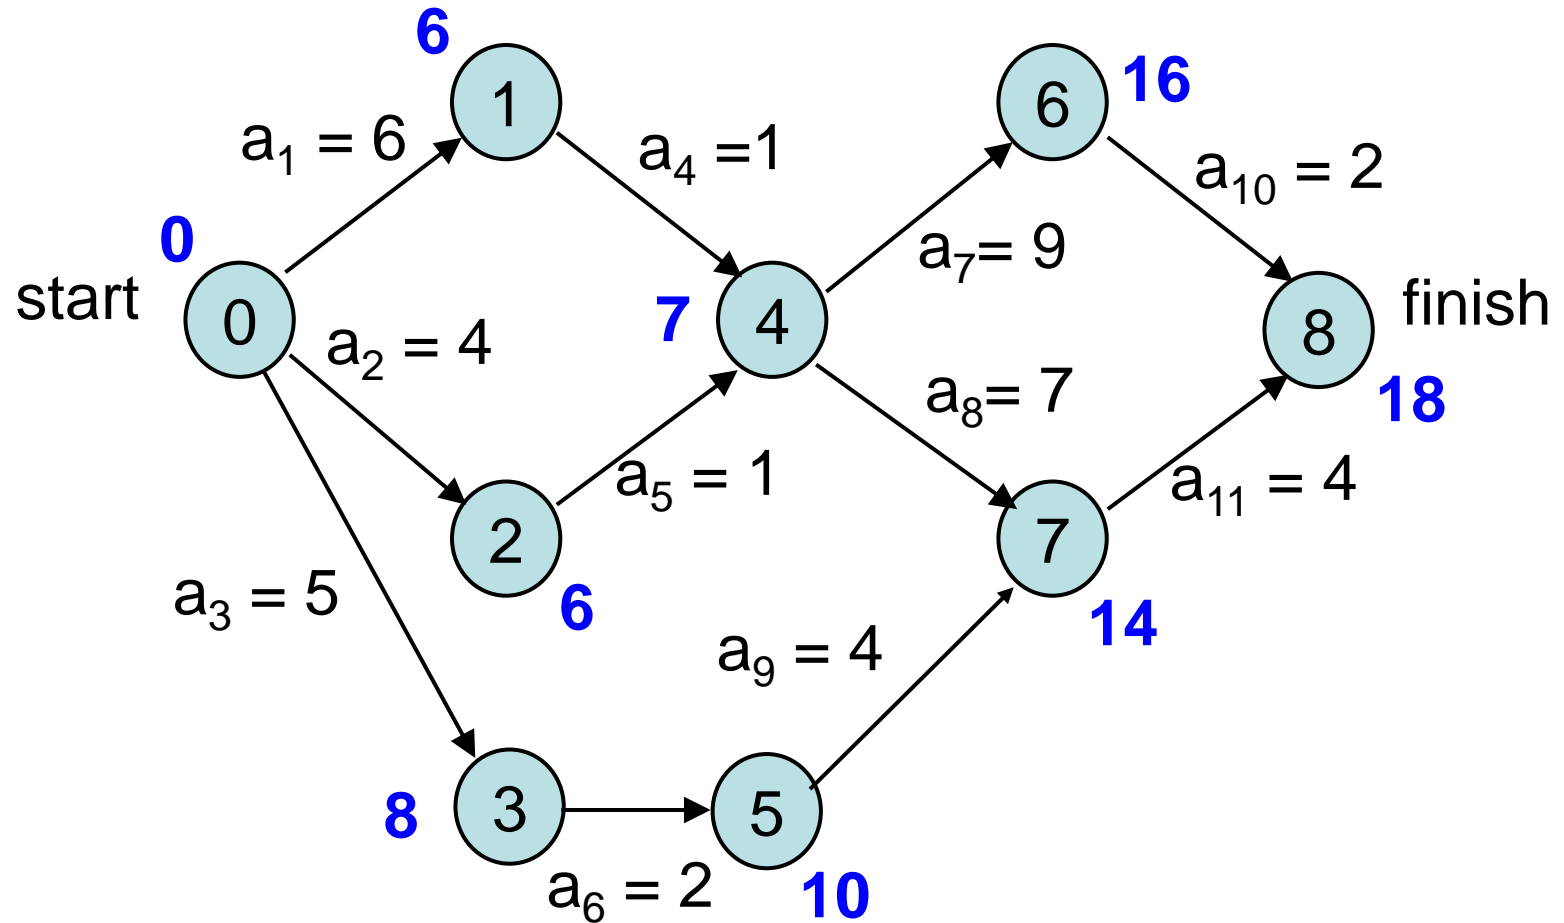 6
1
6
16
a1 = 6
a4 =1
a10 = 2
0
a7= 9
start
0
7
4
8
finish
a2 = 4
a8= 7
18
a5 = 1
a11 = 4
2
7
a3 = 5
6
14
a9 = 4
8
3
5
a6 = 2
10